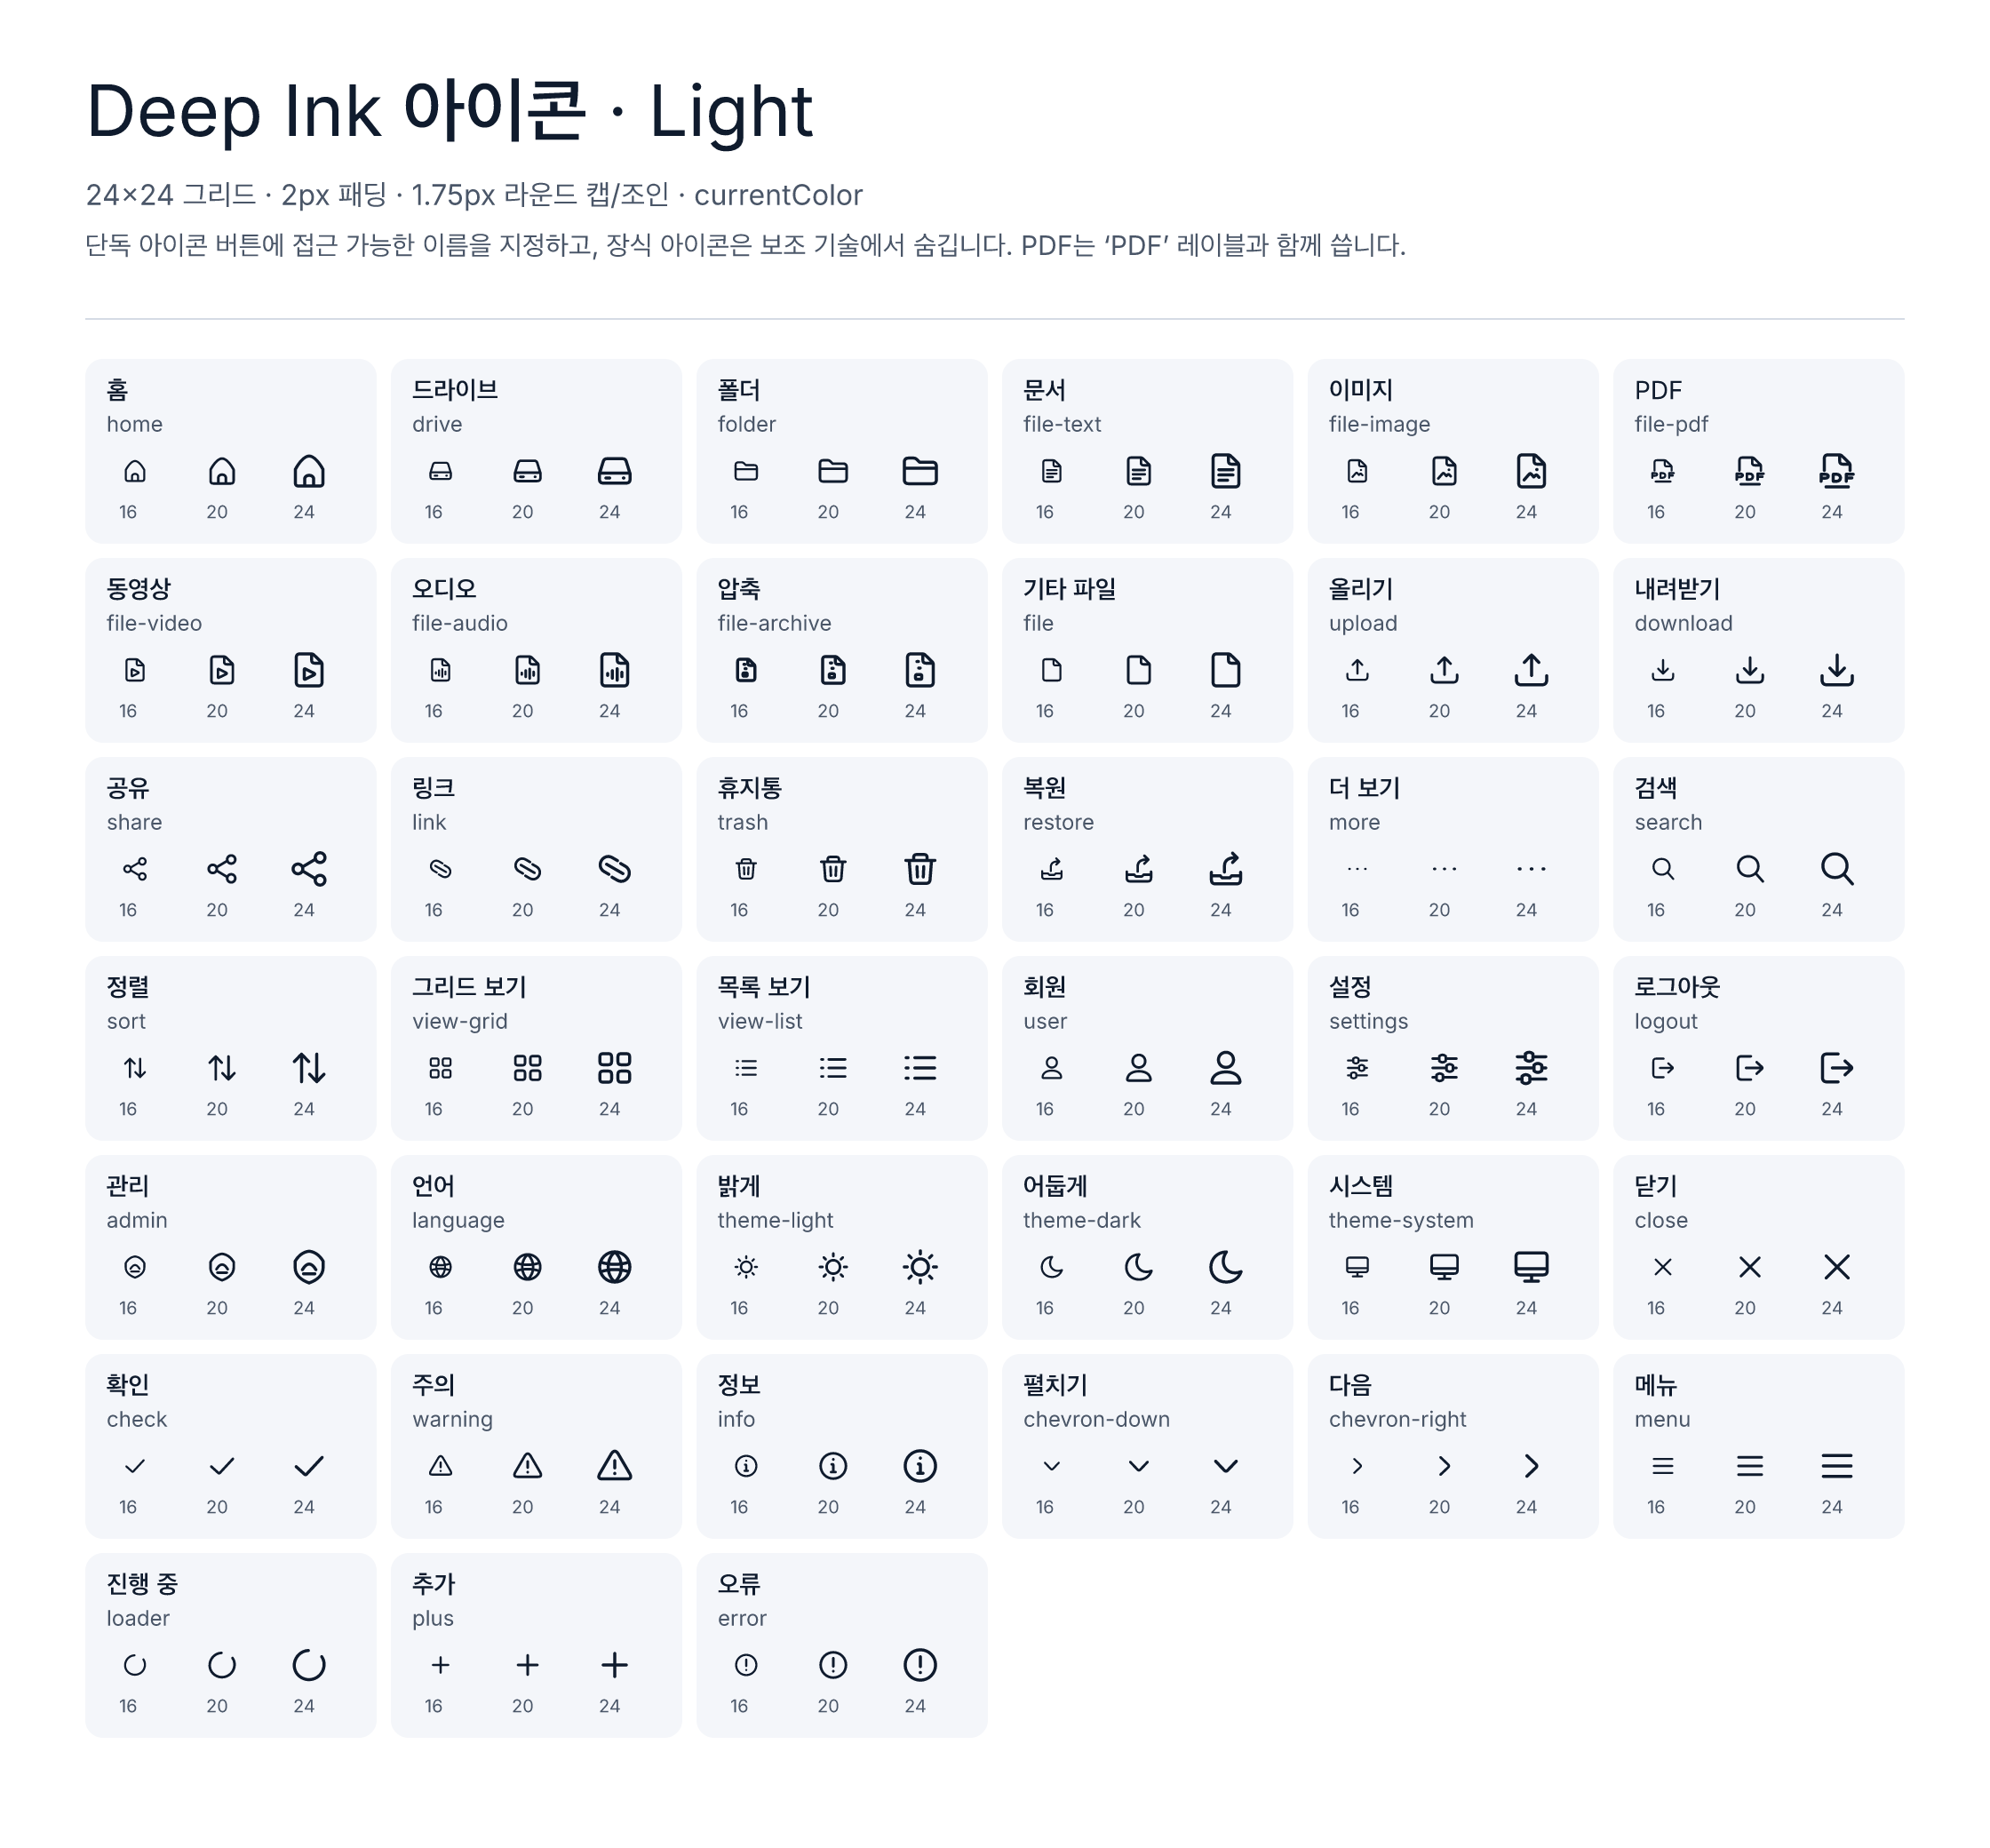 Deep Ink 아이콘 · Light
24×24 그리드 · 2px 패딩 · 1.75px 라운드 캡/조인 · currentColor
단독 아이콘 버튼에 접근 가능한 이름을 지정하고, 장식 아이콘은 보조 기술에서 숨깁니다. PDF는 ‘PDF’ 레이블과 함께 씁니다.
홈
home
16 20 24
드라이브
drive
16 20 24
폴더
folder
16 20 24
문서
file-text
16 20 24
이미지
file-image
16 20 24
PDF
file-pdf
PDF PDF PDF
16 20 24
동영상
file-video
16 20 24
오디오
file-audio
16 20 24
압축
file-archive
16 20 24
기타 파일
file
16 20 24
올리기
upload
16 20 24
내려받기
download
16 20 24
공유
share
16 20 24
링크
link
16 20 24
휴지통
trash
16 20 24
복원
restore
16 20 24
더 보기
more
16 20 24
검색
search
16 20 24
정렬
sort
16 20 24
그리드 보기
view-grid
16 20 24
목록 보기
view-list
16 20 24
회원
user
16 20 24
설정
settings
16 20 24
로그아웃
logout
16 20 24
관리
admin
16 20 24
언어
language
16 20 24
밝게
theme-light
16 20 24
어둡게
theme-dark
16 20 24
시스템
theme-system
16 20 24
닫기
close
16 20 24
확인
check
16 20 24
주의
warning
16 20 24
정보
info
16 20 24
펼치기
chevron-down
16 20 24
다음
chevron-right
16 20 24
메뉴
menu
16 20 24
진행 중
loader
16 20 24
추가
plus
16 20 24
오류
error
16 20 24